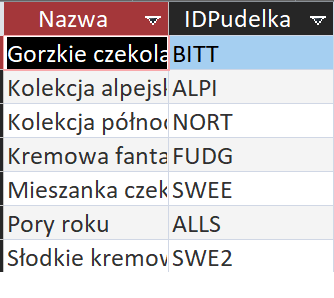 Nazwa IDPudelka
Gorzkie czekola BITT
Kolekcja alpejsk ALPI
Kolekcja północ NORT
Kremowa fanta FUDG
Mieszanka czek SWEE
Pory roku ALLS
Słodkie kremow SWE2